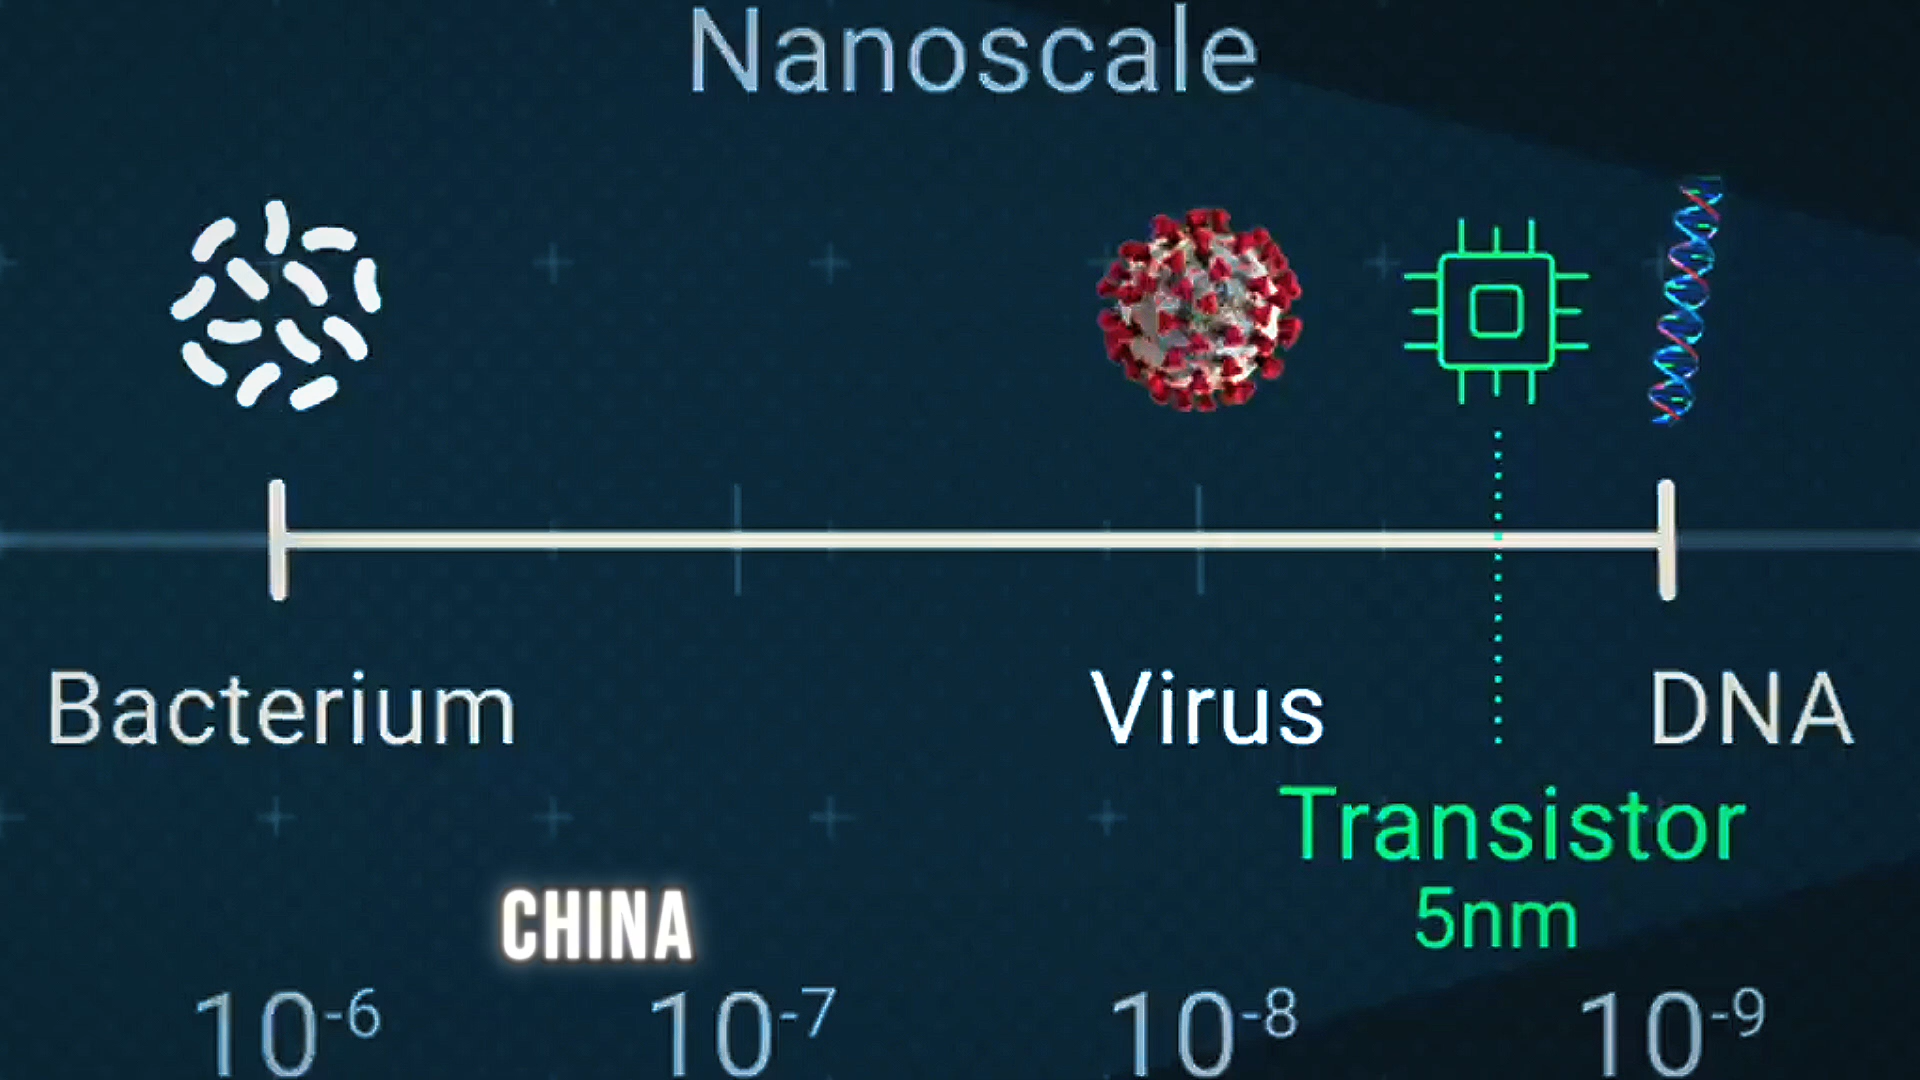 Nanoscale
Bacterium
Virus
DNA
Transistor
5nm
CHINA
10⁻⁶
10⁻⁷
10⁻⁸
10⁻⁹